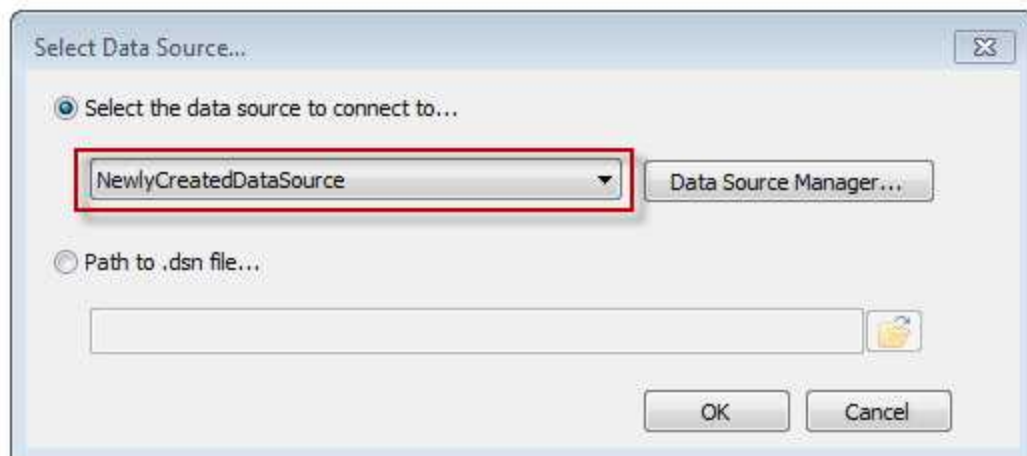 Select Data Source...
Select the data source to connect to...
NewlyCreatedDataSource
Data Source Manager...
Path to .dsn file...
OK
Cancel